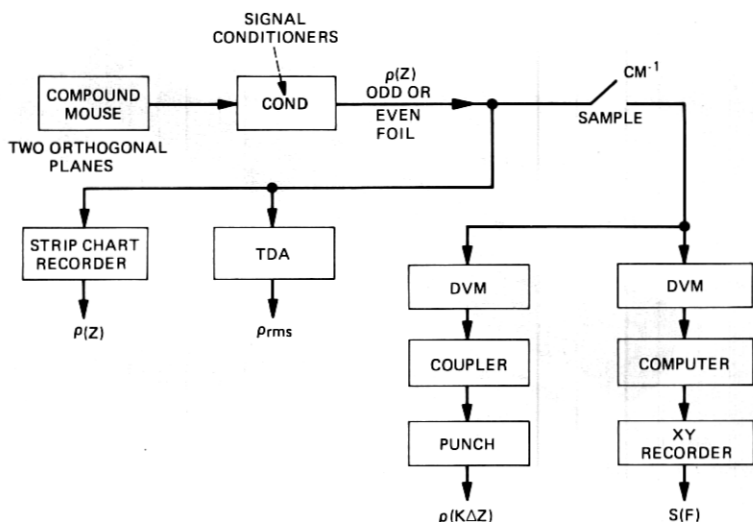 SIGNAL
CONDITIONERS
COMPOUND
MOUSE
TWO ORTHOGONAL
PLANES
COND
ρ(Z)
ODD OR
EVEN
FOIL
CM⁻¹
SAMPLE
STRIP CHART
RECORDER
ρ(Z)
TDA
ρrms
DVM
COUPLER
PUNCH
ρ(KΔZ)
DVM
COMPUTER
XY
RECORDER
S(F)